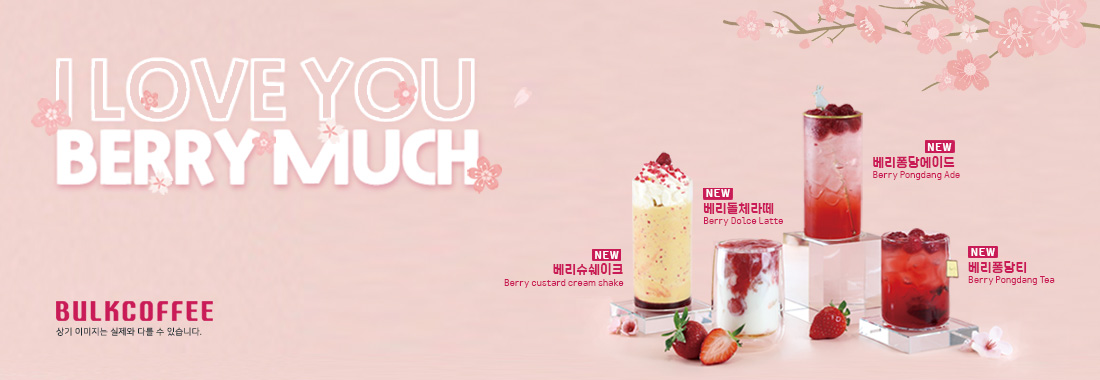 I LOVE YOU
BERRY MUCH
NEW
베리퐁당에이드
Berry Pongdang Ade
NEW
베리돌체라떼
Berry Dolce Latte
NEW
베리슈쉐이크
Berry custard cream shake
NEW
베리퐁당티
Berry Pongdang Tea
BULKCOFFEE
상기 이미지는 실제와 다를 수 있습니다.